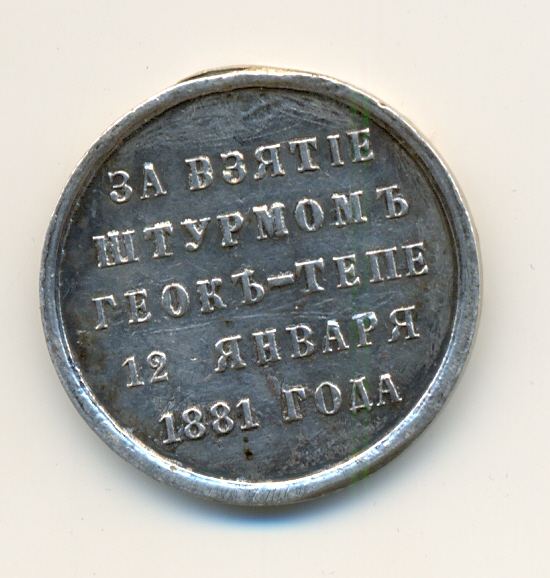 ЗА ВЗЯТІЕ
ШТУРМОМЪ
ГЕОКЪ-ТЕПЕ
12 ЯНВАРЯ
1881 ГОДА